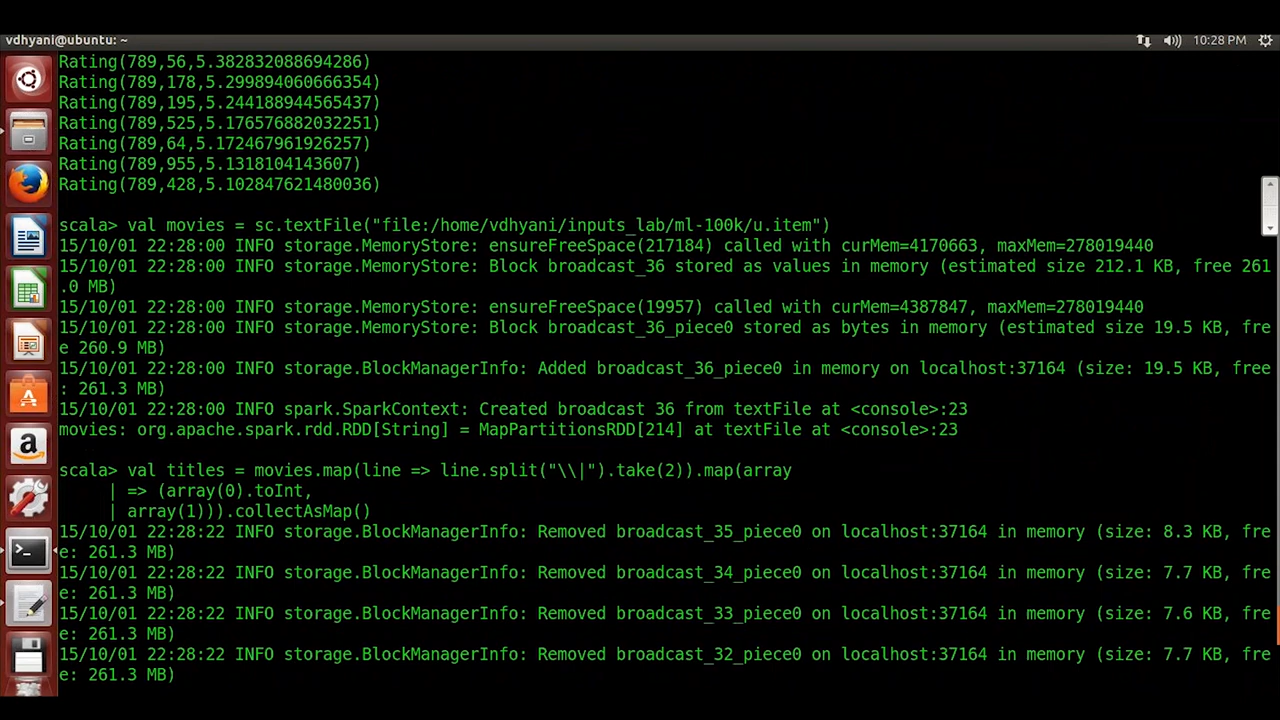 vdhyani@ubuntu: ~
10:28 PM
Rating(789,56,5.382832088694286)
Rating(789,178,5.299894060666354)
Rating(789,195,5.244188944565437)
Rating(789,525,5.176576882032251)
Rating(789,64,5.172467961926257)
Rating(789,955,5.1318104143607)
Rating(789,428,5.102847621480036)
scala> val movies = sc.textFile("file:/home/vdhyani/inputs_lab/ml-100k/u.item")
15/10/01 22:28:00 INFO storage.MemoryStore: ensureFreeSpace(217184) called with curMem=4170663, maxMem=278019440
15/10/01 22:28:00 INFO storage.MemoryStore: Block broadcast_36 stored as values in memory (estimated size 212.1 KB, free 261
.0 MB)
15/10/01 22:28:00 INFO storage.MemoryStore: ensureFreeSpace(19957) called with curMem=4387847, maxMem=278019440
15/10/01 22:28:00 INFO storage.MemoryStore: Block broadcast_36_piece0 stored as bytes in memory (estimated size 19.5 KB, fre
e 260.9 MB)
15/10/01 22:28:00 INFO storage.BlockManagerInfo: Added broadcast_36_piece0 in memory on localhost:37164 (size: 19.5 KB, free
: 261.3 MB)
15/10/01 22:28:00 INFO spark.SparkContext: Created broadcast 36 from textFile at <console>:23
movies: org.apache.spark.rdd.RDD[String] = MapPartitionsRDD[214] at textFile at <console>:23
scala> val titles = movies.map(line => line.split("\\|").take(2)).map(array
| => (array(0).toInt,
| array(1))).collectAsMap()
15/10/01 22:28:22 INFO storage.BlockManagerInfo: Removed broadcast_35_piece0 on localhost:37164 in memory (size: 8.3 KB, fre
e: 261.3 MB)
15/10/01 22:28:22 INFO storage.BlockManagerInfo: Removed broadcast_34_piece0 on localhost:37164 in memory (size: 7.7 KB, fre
e: 261.3 MB)
15/10/01 22:28:22 INFO storage.BlockManagerInfo: Removed broadcast_33_piece0 on localhost:37164 in memory (size: 7.6 KB, fre
e: 261.3 MB)
15/10/01 22:28:22 INFO storage.BlockManagerInfo: Removed broadcast_32_piece0 on localhost:37164 in memory (size: 7.7 KB, fre
e: 261.3 MB)